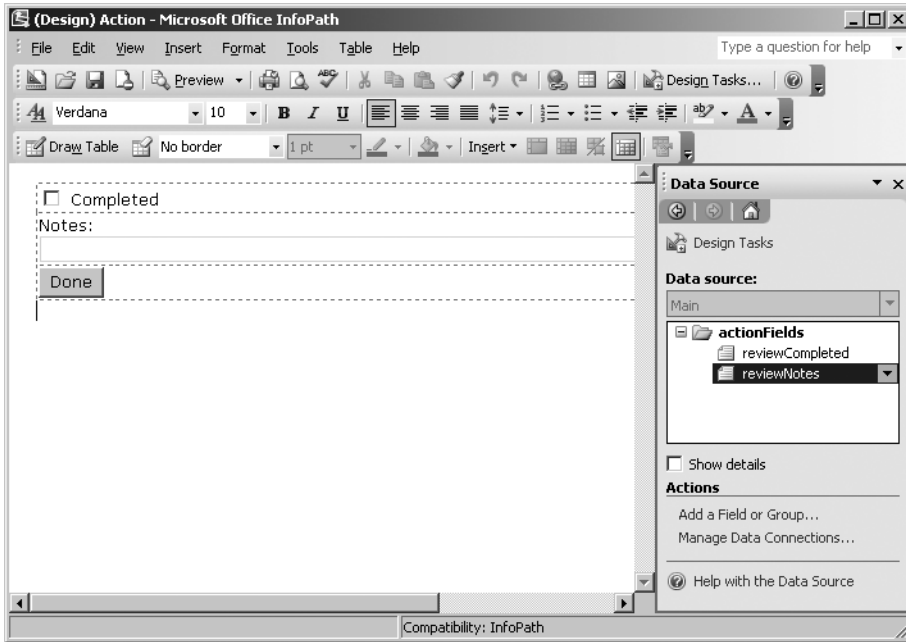 (Design) Action - Microsoft Office InfoPath
File Edit View Insert Format Tools Table Help Type a question for help
Preview ABC Design Tasks...
Verdana 10 B I U ab A
Draw Table No border 1 pt Insert
Completed
Notes:
Done
Data Source
Design Tasks
Data source:
Main
actionFields
reviewCompleted
reviewNotes
Show details
Actions
Add a Field or Group...
Manage Data Connections...
Help with the Data Source
Compatibility: InfoPath